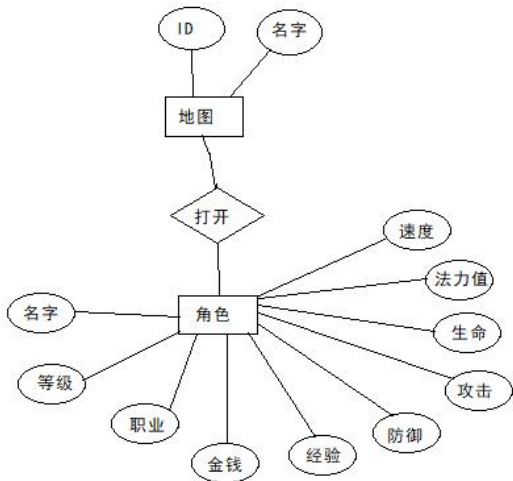 ID
名字
地图
打开
速度
法力值
名字
角色
生命
等级
攻击
职业
防御
金钱
经验